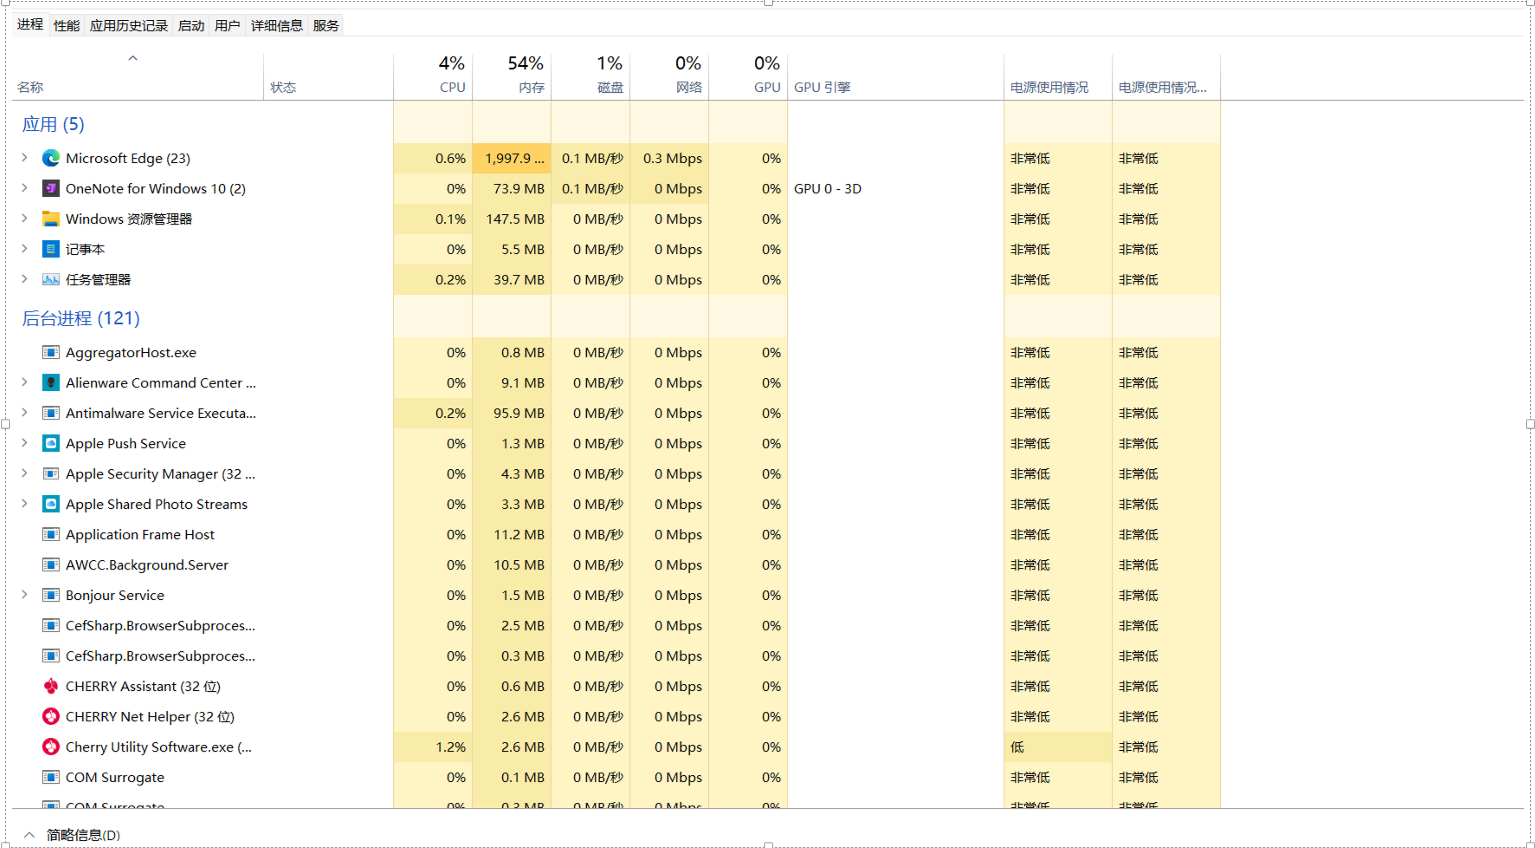 进程 性能 应用历史记录 启动 用户 详细信息 服务
4% 54% 1% 0% 0%
名称 状态 CPU 内存 磁盘 网络 GPU GPU 引擎 电源使用情况 电源使用情况...
应用 (5)
Microsoft Edge (23) 0.6% 1,997.9 ... 0.1 MB/秒 0.3 Mbps 0% 非常低 非常低
OneNote for Windows 10 (2) 0% 73.9 MB 0.1 MB/秒 0 Mbps 0% GPU 0 - 3D 非常低 非常低
Windows 资源管理器 0.1% 147.5 MB 0 MB/秒 0 Mbps 0% 非常低 非常低
记事本 0% 5.5 MB 0 MB/秒 0 Mbps 0% 非常低 非常低
任务管理器 0.2% 39.7 MB 0 MB/秒 0 Mbps 0% 非常低 非常低
后台进程 (121)
AggregatorHost.exe 0% 0.8 MB 0 MB/秒 0 Mbps 0% 非常低 非常低
Alienware Command Center ... 0% 9.1 MB 0 MB/秒 0 Mbps 0% 非常低 非常低
Antimalware Service Executa... 0.2% 95.9 MB 0 MB/秒 0 Mbps 0% 非常低 非常低
Apple Push Service 0% 1.3 MB 0 MB/秒 0 Mbps 0% 非常低 非常低
Apple Security Manager (32 ... 0% 4.3 MB 0 MB/秒 0 Mbps 0% 非常低 非常低
Apple Shared Photo Streams 0% 3.3 MB 0 MB/秒 0 Mbps 0% 非常低 非常低
Application Frame Host 0% 11.2 MB 0 MB/秒 0 Mbps 0% 非常低 非常低
AWCC.Background.Server 0% 10.5 MB 0 MB/秒 0 Mbps 0% 非常低 非常低
Bonjour Service 0% 1.5 MB 0 MB/秒 0 Mbps 0% 非常低 非常低
CefSharp.BrowserSubproces... 0% 2.5 MB 0 MB/秒 0 Mbps 0% 非常低 非常低
CefSharp.BrowserSubproces... 0% 0.3 MB 0 MB/秒 0 Mbps 0% 非常低 非常低
CHERRY Assistant (32 位) 0% 0.6 MB 0 MB/秒 0 Mbps 0% 非常低 非常低
CHERRY Net Helper (32 位) 0% 2.6 MB 0 MB/秒 0 Mbps 0% 非常低 非常低
Cherry Utility Software.exe (... 1.2% 2.6 MB 0 MB/秒 0 Mbps 0% 低 非常低
COM Surrogate 0% 0.1 MB 0 MB/秒 0 Mbps 0% 非常低 非常低
COM Surrogate 0% 0.3 MB 0 MB/秒 0 Mbps 0% 非常低 非常低
简略信息(D)